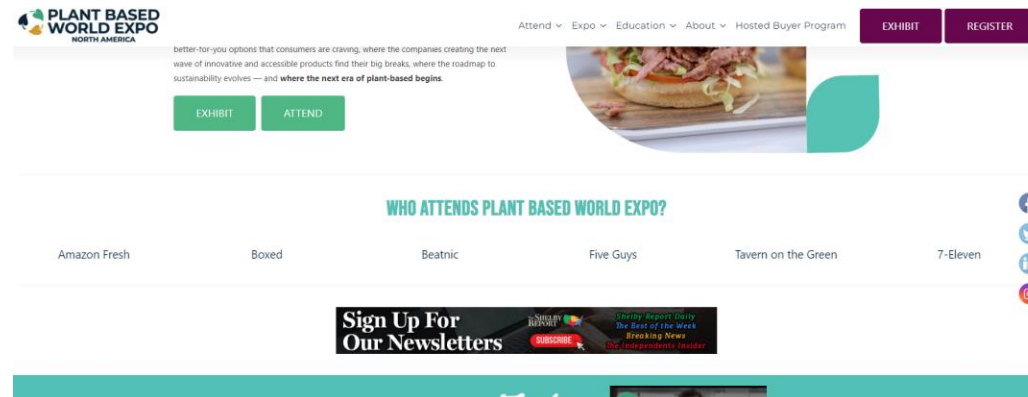 PLANT BASED
WORLD EXPO
NORTH AMERICA
Attend Expo Education About Hosted Buyer Program EXHIBIT REGISTER
better-for-you options that consumers are craving, where the companies creating the next
wave of innovative and accessible products find their big breaks, where the roadmap to
sustainability evolves — and where the next era of plant-based begins.
EXHIBIT ATTEND
WHO ATTENDS PLANT BASED WORLD EXPO?
Amazon Fresh Boxed Beatnic Five Guys Tavern on the Green 7-Eleven
Sign Up For
Our Newsletters
THE SHELBY
REPORT
SUBSCRIBE
Shelby Report Daily
The Best of the Week
Breaking News
The Independents Insider